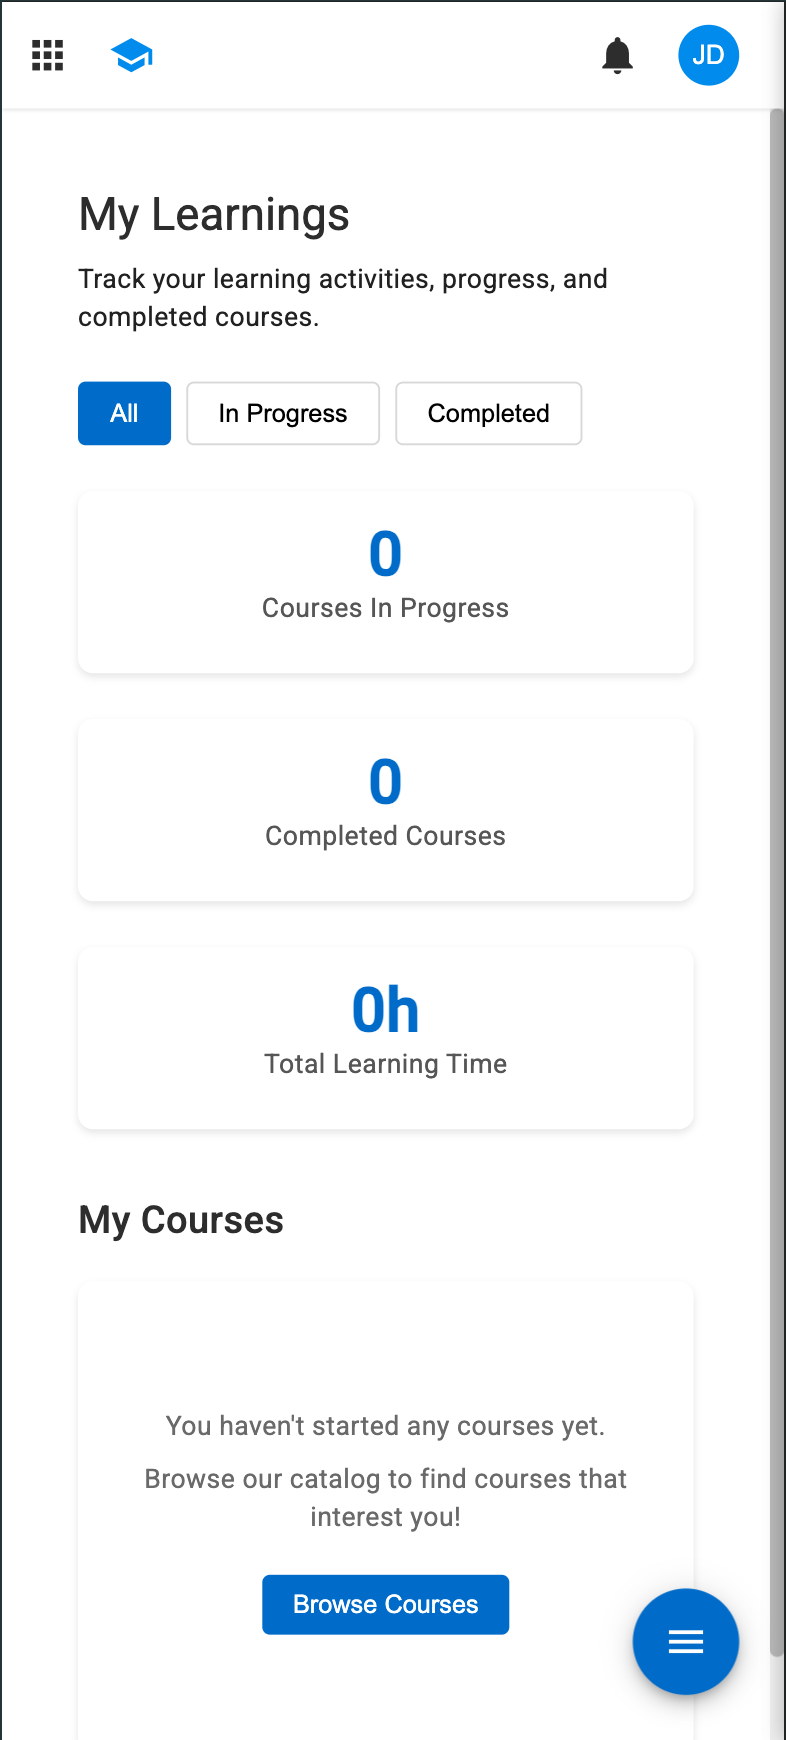 JD
My Learnings
Track your learning activities, progress, and
completed courses.
All
In Progress
Completed
0
Courses In Progress
0
Completed Courses
0h
Total Learning Time
My Courses
You haven't started any courses yet.
Browse our catalog to find courses that
interest you!
Browse Courses